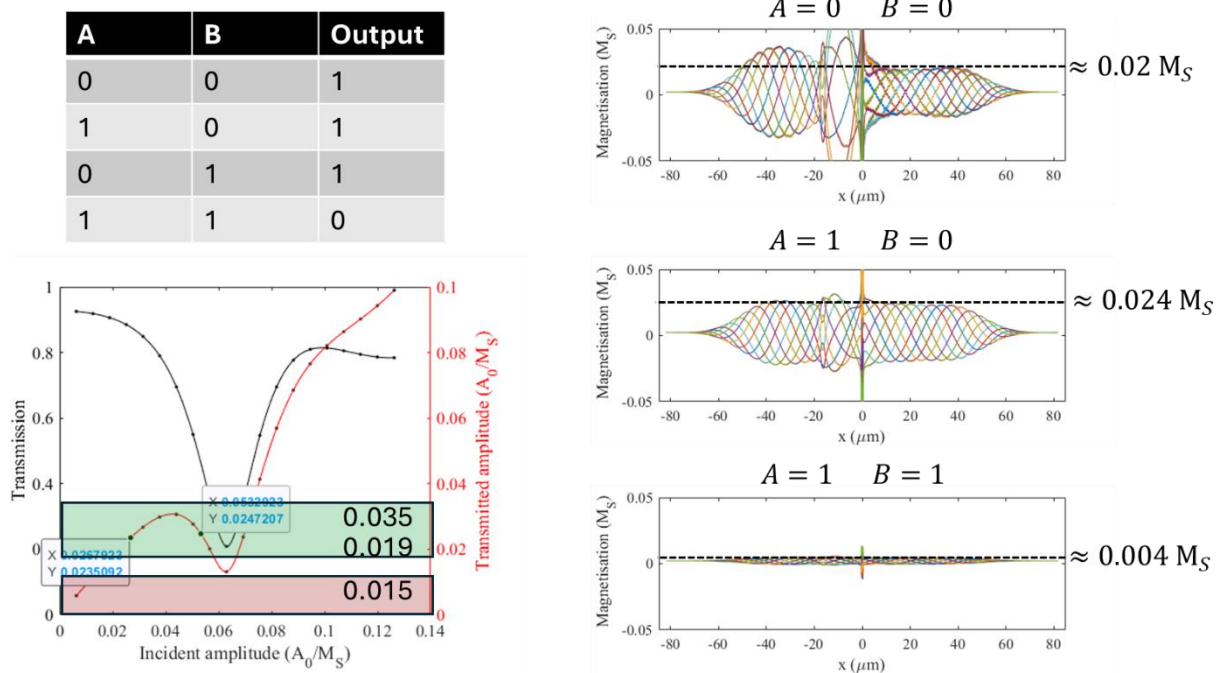 A B Output
0 0 1
1 0 1
0 1 1
1 1 0
1
0.8
0.6
0.4
0
Transmission
0.1
0.08
0.06
0.04
0.02
0
Transmitted amplitude (A₀/M_S)
X 0.0532923
Y 0.0247207
X 0.0267923
Y 0.0235092
0.035
0.019
0.015
0 0.02 0.04 0.06 0.08 0.1 0.12 0.14
Incident amplitude (A₀/M_S)
A = 0 B = 0
0.05
0
-0.05
Magnetisation (M_S)
≈ 0.02 M_S
-80 -60 -40 -20 0 20 40 60 80
x (μm)
A = 1 B = 0
0.05
0
-0.05
Magnetisation (M_S)
≈ 0.024 M_S
-80 -60 -40 -20 0 20 40 60 80
x (μm)
A = 1 B = 1
0.05
0
-0.05
Magnetisation (M_S)
≈ 0.004 M_S
-80 -60 -40 -20 0 20 40 60 80
x (μm)